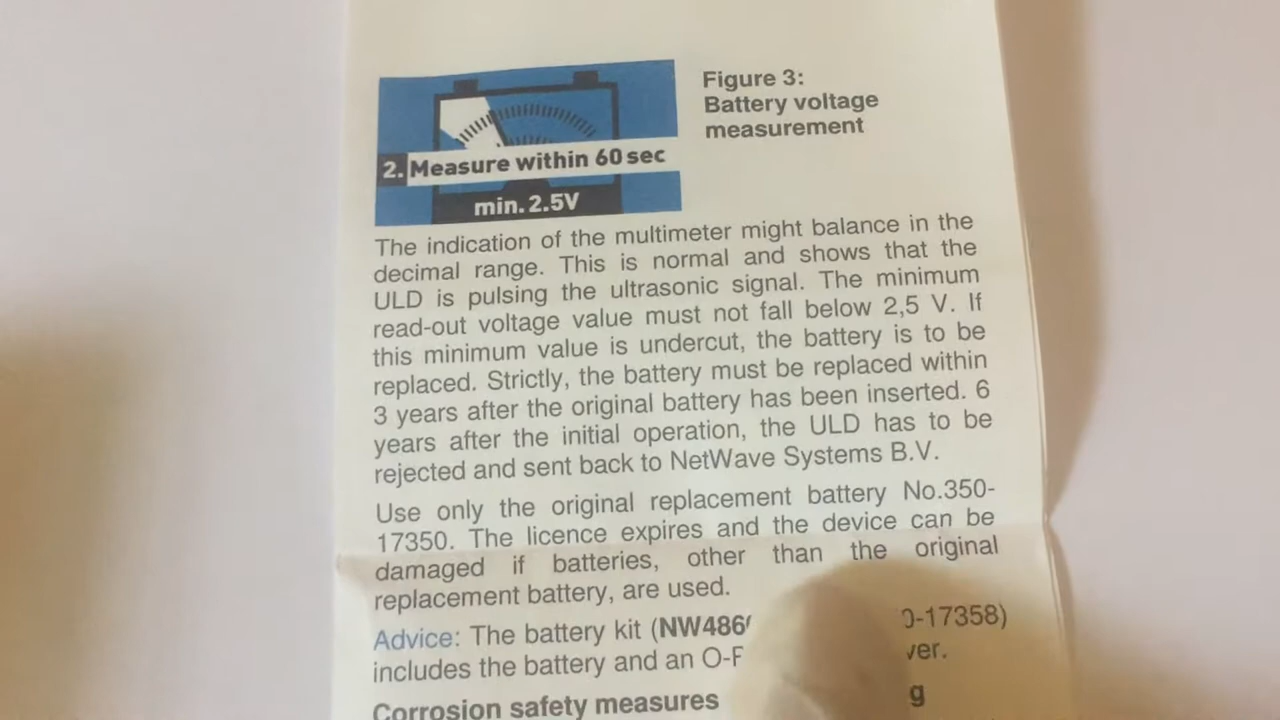 Figure 3:
Battery voltage
measurement
2. Measure within 60 sec
min. 2.5V
The indication of the multimeter might balance in the
decimal range. This is normal and shows that the
ULD is pulsing the ultrasonic signal. The minimum
read-out voltage value must not fall below 2,5 V. If
this minimum value is undercut, the battery is to be
replaced. Strictly, the battery must be replaced within
3 years after the original battery has been inserted. 6
years after the initial operation, the ULD has to be
rejected and sent back to NetWave Systems B.V.
Use only the original replacement battery No.350-
17350. The licence expires and the device can be
damaged if batteries, other than the original
replacement battery, are used.
Advice: The battery kit (NW486 0-17358)
includes the battery and an ver.
Corrosion safety measures g